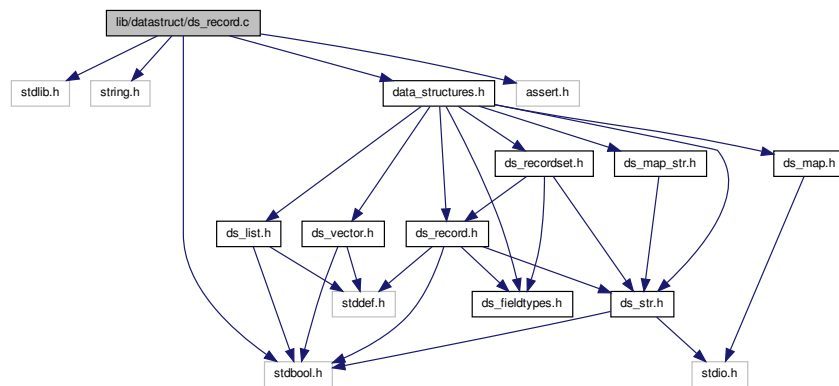 lib/datastruct/ds_record.c
stdlib.h
string.h
data_structures.h
assert.h
ds_recordset.h
ds_map_str.h
ds_map.h
ds_list.h
ds_vector.h
ds_record.h
stddef.h
ds_fieldtypes.h
ds_str.h
stdbool.h
stdio.h